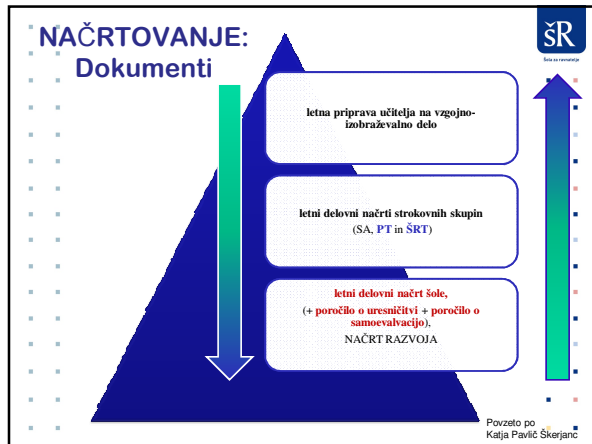 NAČRTOVANJE:
Dokumenti
šR
Šola za ravnatelje
letna priprava učitelja na vzgojno-
izobraževalno delo
letni delovni načrti strokovnih skupin
(SA, PT in ŠRT)
letni delovni načrt šole,
(+ poročilo o uresničitvi + poročilo o
samoevalvacijo),
NAČRT RAZVOJA
Povzeto po
Katja Pavlič Škerjanc